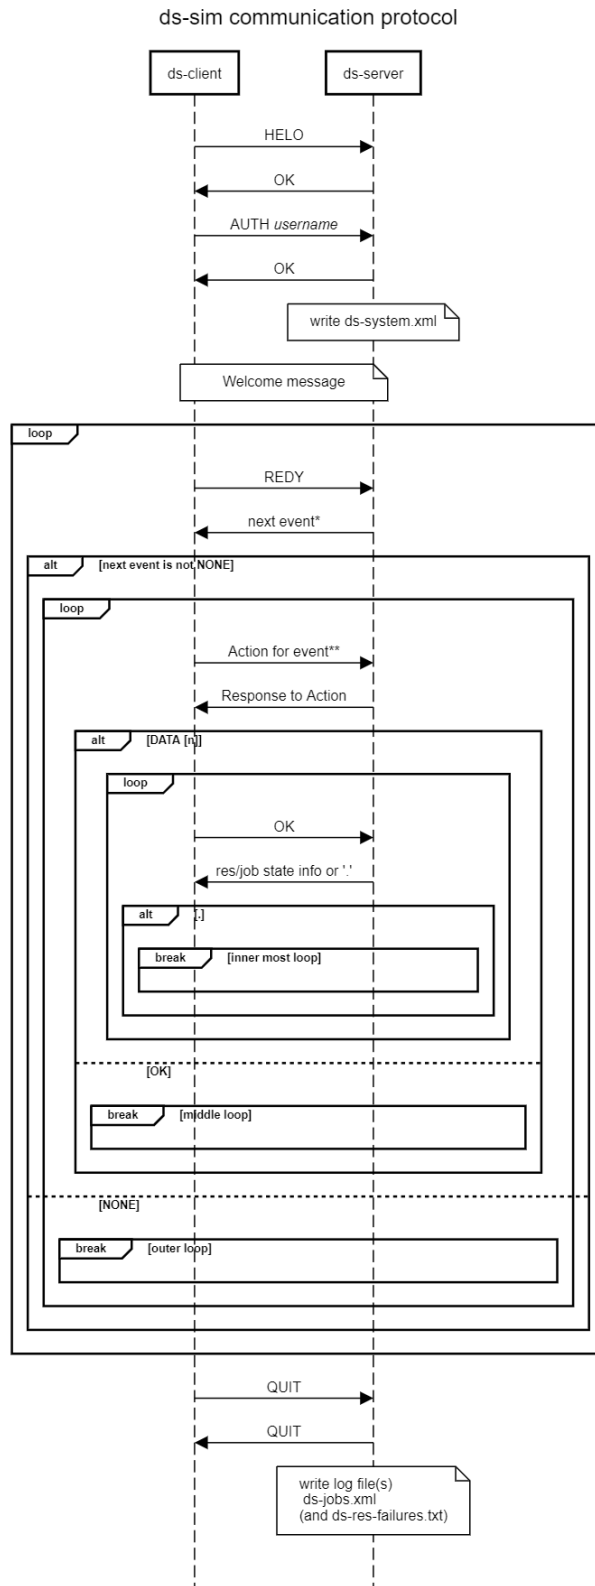 ds-sim communication protocol
ds-client
ds-server
HELO
OK
AUTH username
OK
write ds-system.xml
Welcome message
loop
REDY
next event*
alt [next event is not NONE]
loop
Action for event**
Response to Action
alt [DATA [n]]
loop
OK
res/job state info or '.'
alt [.]
break [inner most loop]
[OK]
break [middle loop]
[NONE]
break [outer loop]
QUIT
QUIT
write log file(s)
ds-jobs.xml
(and ds-res-failures.txt)